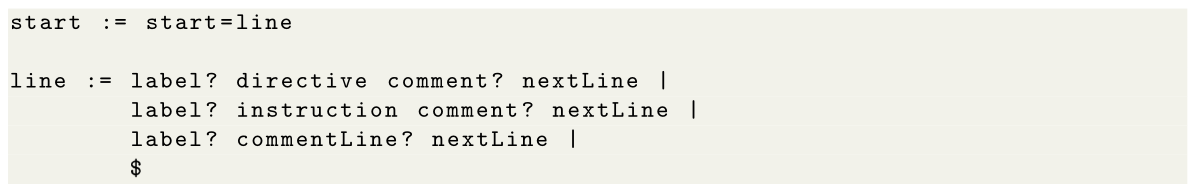 start := start=line
line := label? directive comment? nextLine |
label? instruction comment? nextLine |
label? commentLine? nextLine |
$